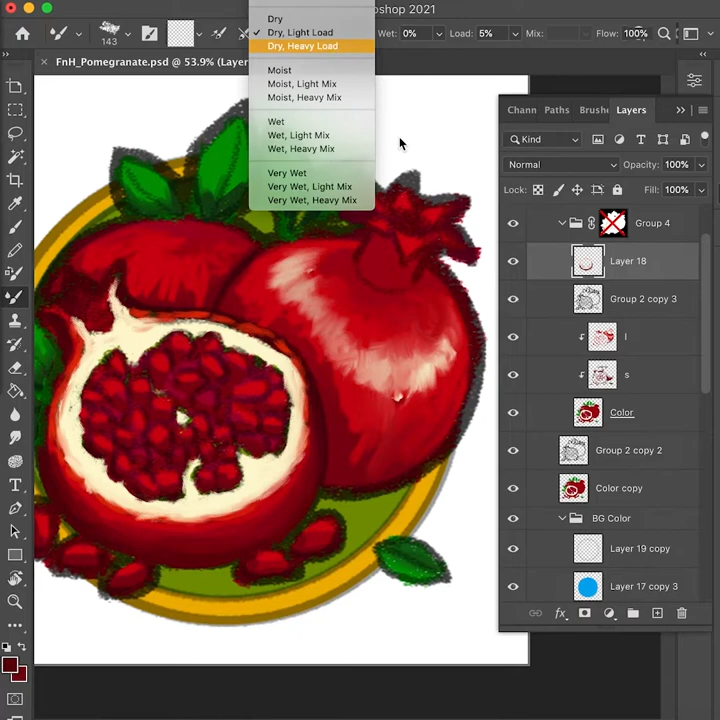 shop 2021
143
Wet: 0%
Load: 5%
Mix:
Flow: 100%
Dry
Dry, Light Load
Dry, Heavy Load
Moist
Moist, Light Mix
Moist, Heavy Mix
Wet
Wet, Light Mix
Wet, Heavy Mix
Very Wet
Very Wet, Light Mix
Very Wet, Heavy Mix
FnH_Pomegranate.psd @ 53.9% (Layer
Chann Paths Brushe Layers
Kind
Normal
Opacity: 100%
Lock:
Fill: 100%
Group 4
Layer 18
Group 2 copy 3
l
s
Color
Group 2 copy 2
Color copy
BG Color
Layer 19 copy
Layer 17 copy 3
fx